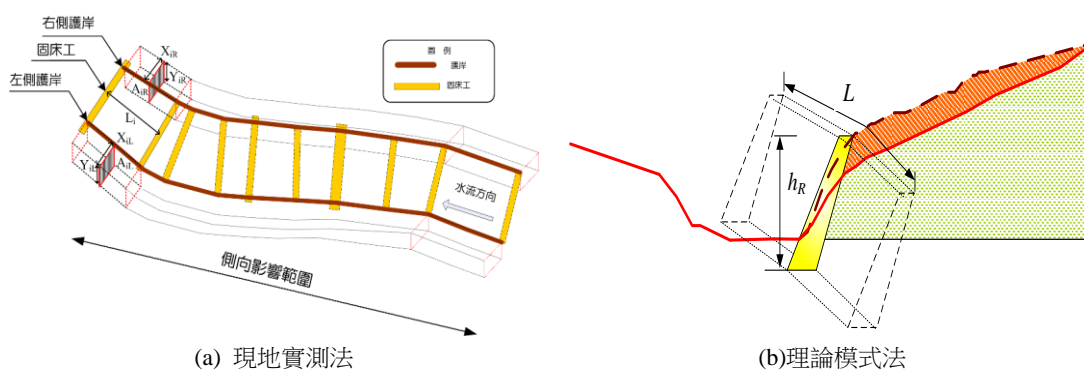 右側護岸
固床工
左側護岸
X_iR
Y_iR
A_iR
L_i
X_iL
A_iL
Y_iL
圖 例
護岸
固床工
水流方向
側向影響範圍
(a) 現地實測法
L
h_R
(b)理論模式法